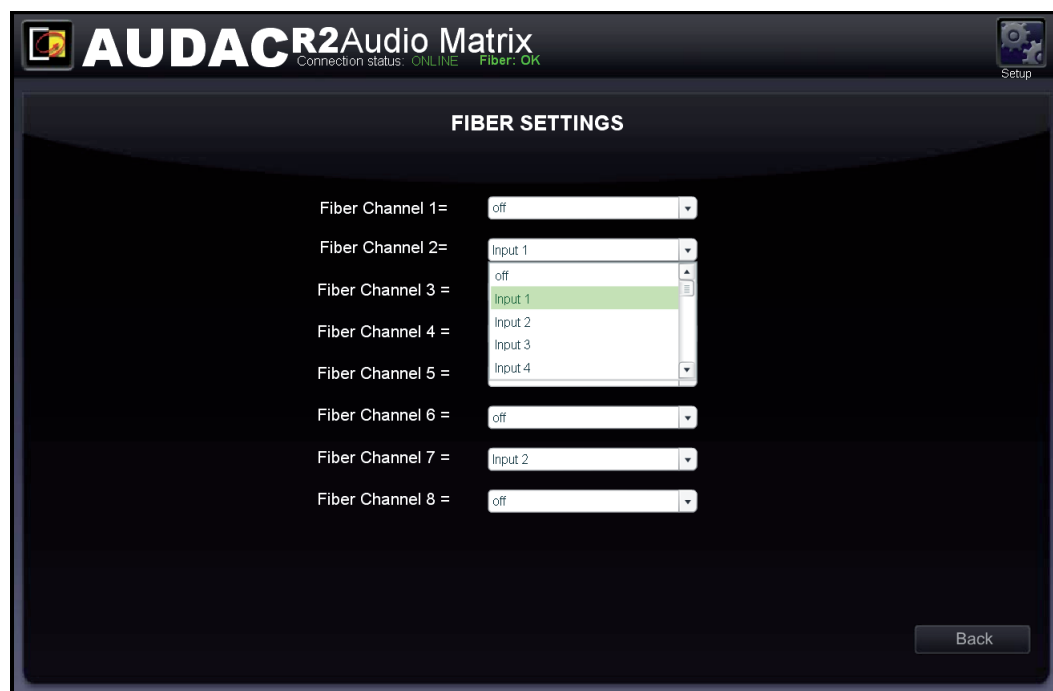 AUDAC R2 Audio Matrix
Connection status: ONLINE Fiber: OK
Setup
FIBER SETTINGS
Fiber Channel 1= off
Fiber Channel 2= Input 1
off
Fiber Channel 3 =
Input 1
Input 2
Fiber Channel 4 =
Input 3
Input 4
Fiber Channel 5 =
Fiber Channel 6 = off
Fiber Channel 7 = Input 2
Fiber Channel 8 = off
Back